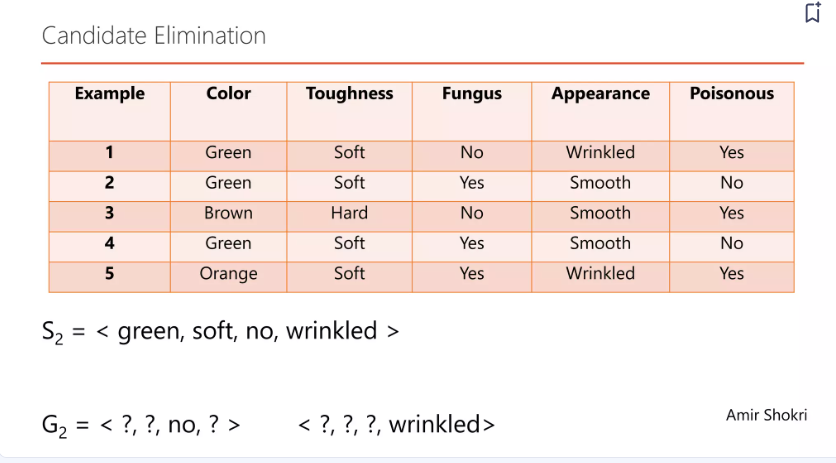 Candidate Elimination
Example Color Toughness Fungus Appearance Poisonous
1 Green Soft No Wrinkled Yes
2 Green Soft Yes Smooth No
3 Brown Hard No Smooth Yes
4 Green Soft Yes Smooth No
5 Orange Soft Yes Wrinkled Yes
S₂ = < green, soft, no, wrinkled >
G₂ = < ?, ?, no, ? > < ?, ?, ?, wrinkled>
Amir Shokri